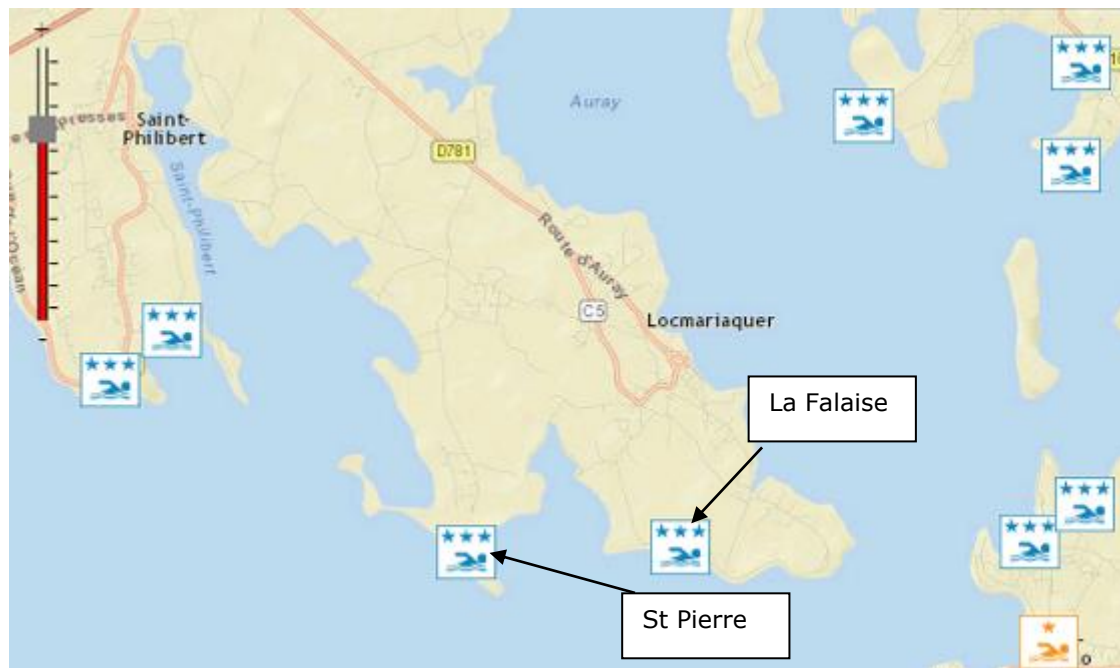 Auray
Saint-
Philibert
D781
Saint-Philibert
Route d'Auray
C5
Locmariaquer
La Falaise
St Pierre